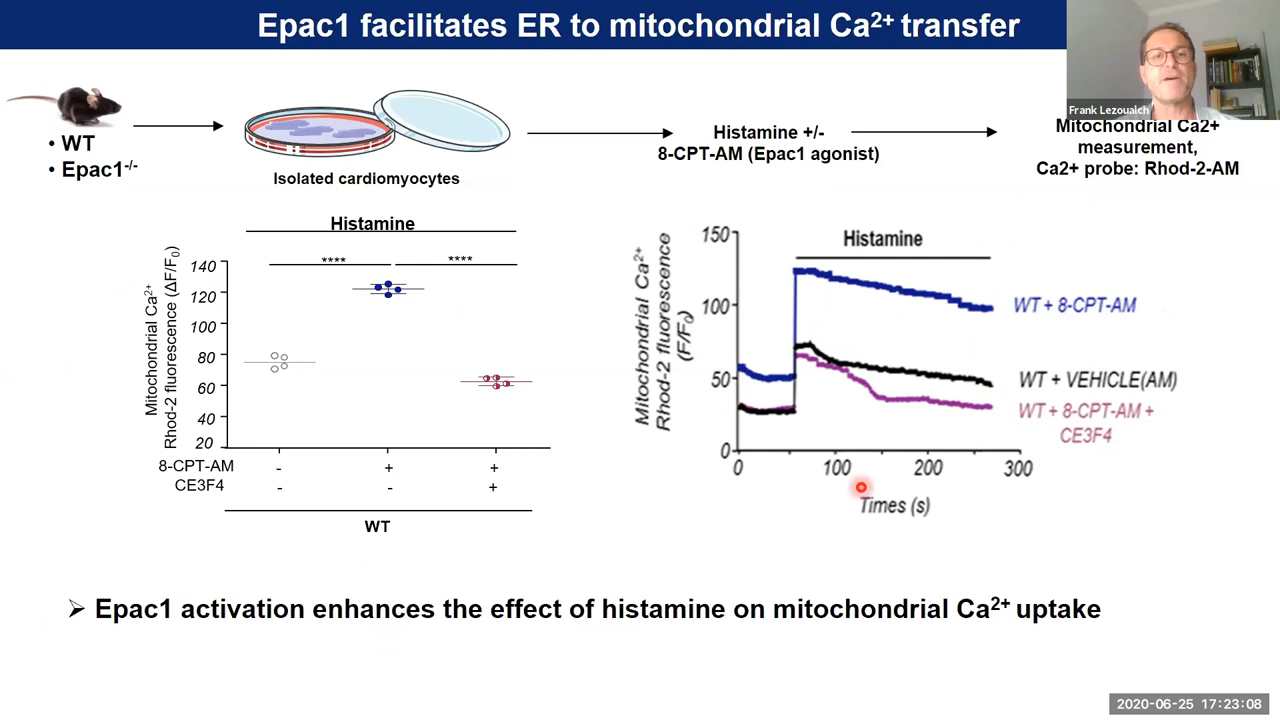 Epac1 facilitates ER to mitochondrial Ca2+ transfer
Frank Lezoualch
• WT
• Epac1-/-
Isolated cardiomyocytes
Histamine +/-
8-CPT-AM (Epac1 agonist)
Mitochondrial Ca2+
measurement,
Ca2+ probe: Rhod-2-AM
Histamine
****
****
Mitochondrial Ca2+
Rhod-2 fluorescence (ΔF/F0)
140
120
100
80
60
40
20
8-CPT-AM - + +
CE3F4 - - +
WT
Mitochondrial Ca2+
Rhod-2 fluorescence
(F/F0)
150
100
50
0
Histamine
WT + 8-CPT-AM
WT + VEHICLE(AM)
WT + 8-CPT-AM +
CE3F4
0 100 200 300
Times (s)
➢ Epac1 activation enhances the effect of histamine on mitochondrial Ca2+ uptake
2020-06-25 17:23:08